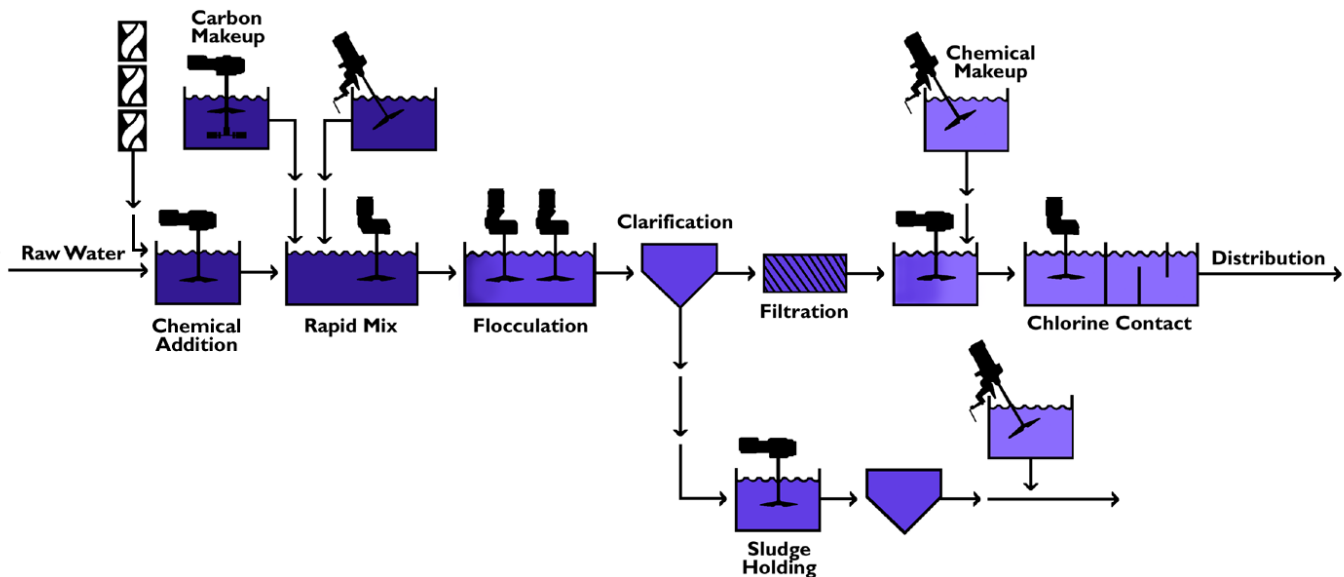 Carbon
Makeup
Chemical
Makeup
Raw Water
Clarification
Distribution
Chemical
Addition
Rapid Mix
Flocculation
Filtration
Chlorine Contact
Sludge
Holding